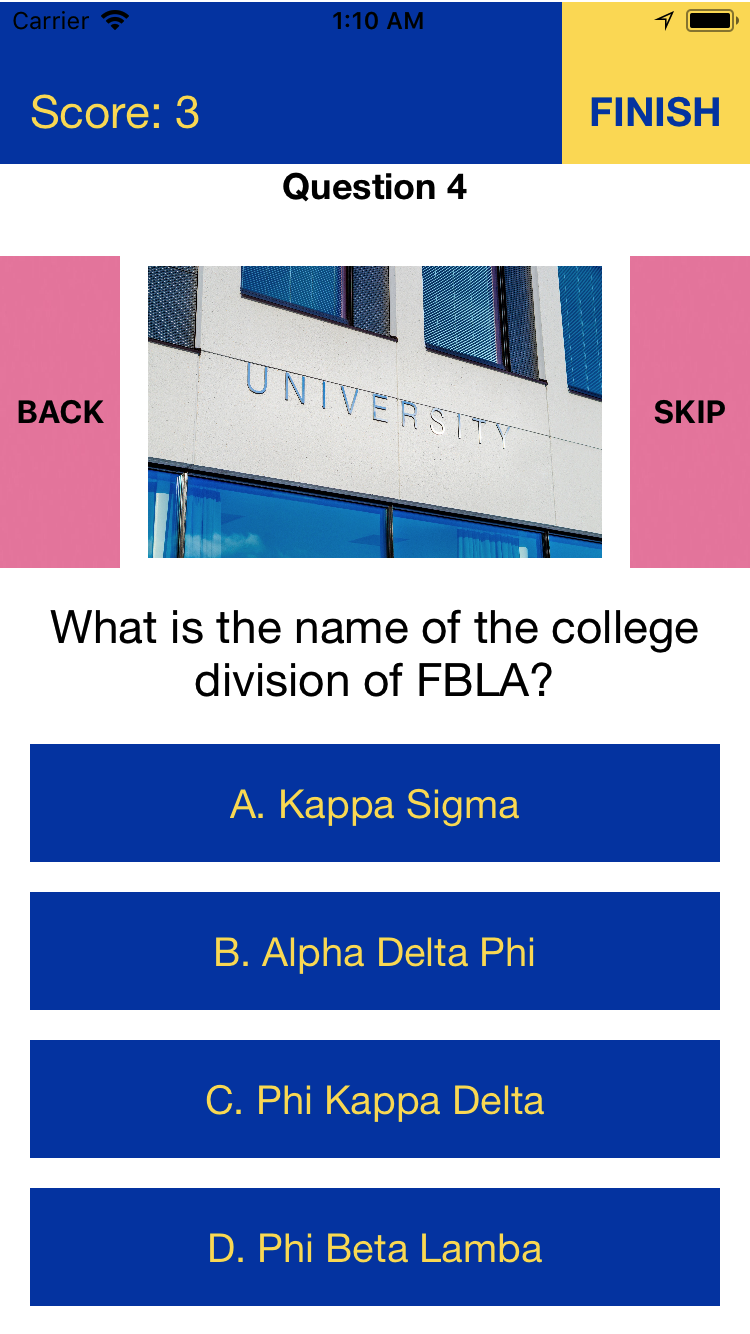 Carrier 1:10 AM
Score: 3 FINISH
Question 4
BACK
UNIVERSITY
SKIP
What is the name of the college
division of FBLA?
A. Kappa Sigma
B. Alpha Delta Phi
C. Phi Kappa Delta
D. Phi Beta Lamba